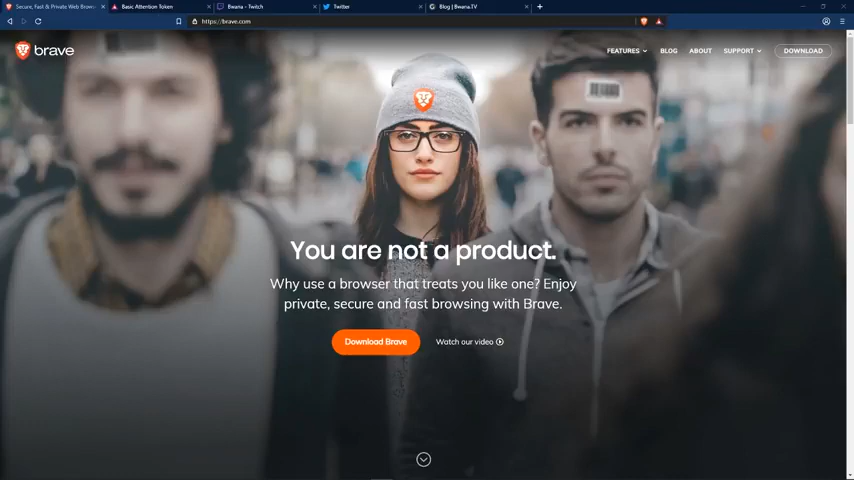 Secure, Fast & Private Web Brow
Basic Attention Token
Bwana - Twitch
Twitter
Blog | Bwana.TV
https://brave.com
brave
FEATURES
BLOG
ABOUT
SUPPORT
DOWNLOAD
You are not a product.
Why use a browser that treats you like one? Enjoy
private, secure and fast browsing with Brave.
Download Brave
Watch our video